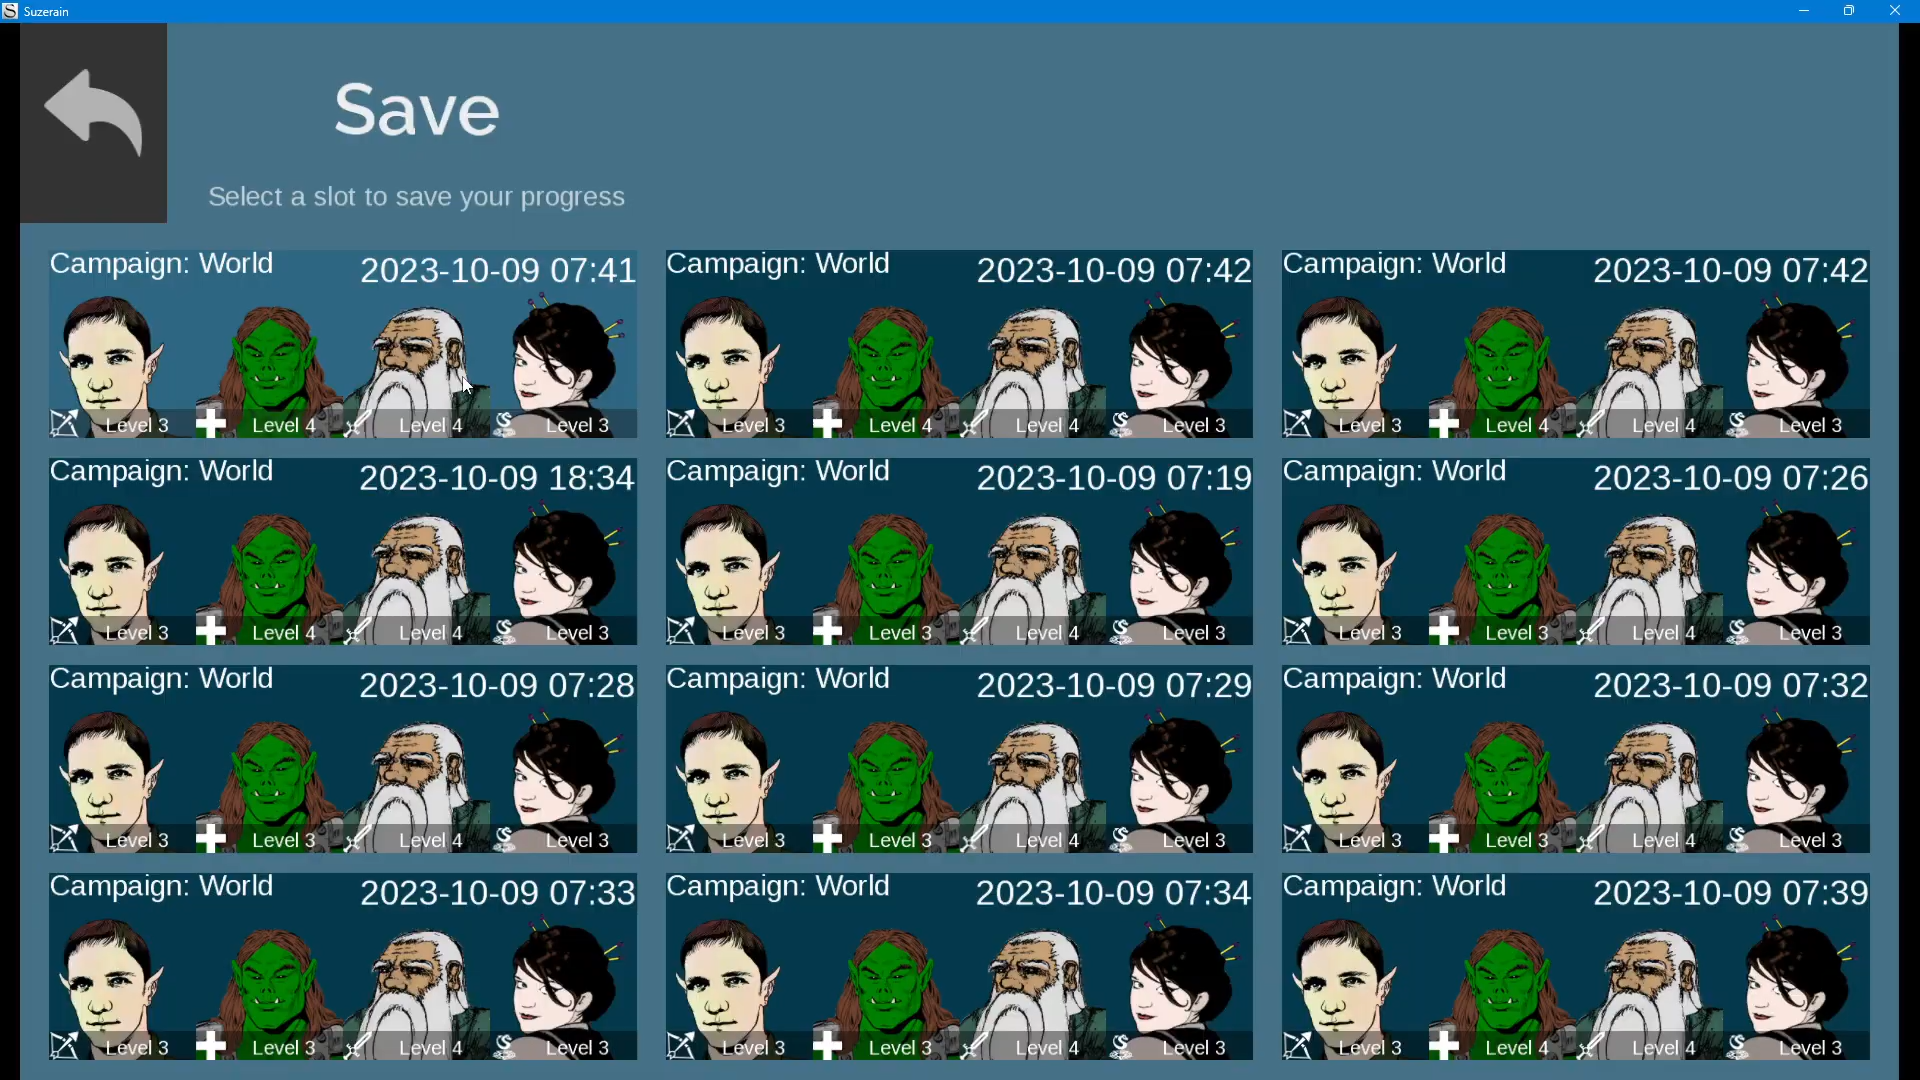 Suzerain
Save
Select a slot to save your progress
Campaign: World 2023-10-09 07:41
Level 3 Level 4 Level 4 Level 3
Campaign: World 2023-10-09 07:42
Level 3 Level 4 Level 4 Level 3
Campaign: World 2023-10-09 07:42
Level 3 Level 4 Level 4 Level 3
Campaign: World 2023-10-09 18:34
Level 3 Level 4 Level 4 Level 3
Campaign: World 2023-10-09 07:19
Level 3 Level 3 Level 4 Level 3
Campaign: World 2023-10-09 07:26
Level 3 Level 3 Level 4 Level 3
Campaign: World 2023-10-09 07:28
Level 3 Level 3 Level 4 Level 3
Campaign: World 2023-10-09 07:29
Level 3 Level 3 Level 4 Level 3
Campaign: World 2023-10-09 07:32
Level 3 Level 3 Level 4 Level 3
Campaign: World 2023-10-09 07:33
Level 3 Level 3 Level 4 Level 3
Campaign: World 2023-10-09 07:34
Level 3 Level 3 Level 4 Level 3
Campaign: World 2023-10-09 07:39
Level 3 Level 4 Level 4 Level 3